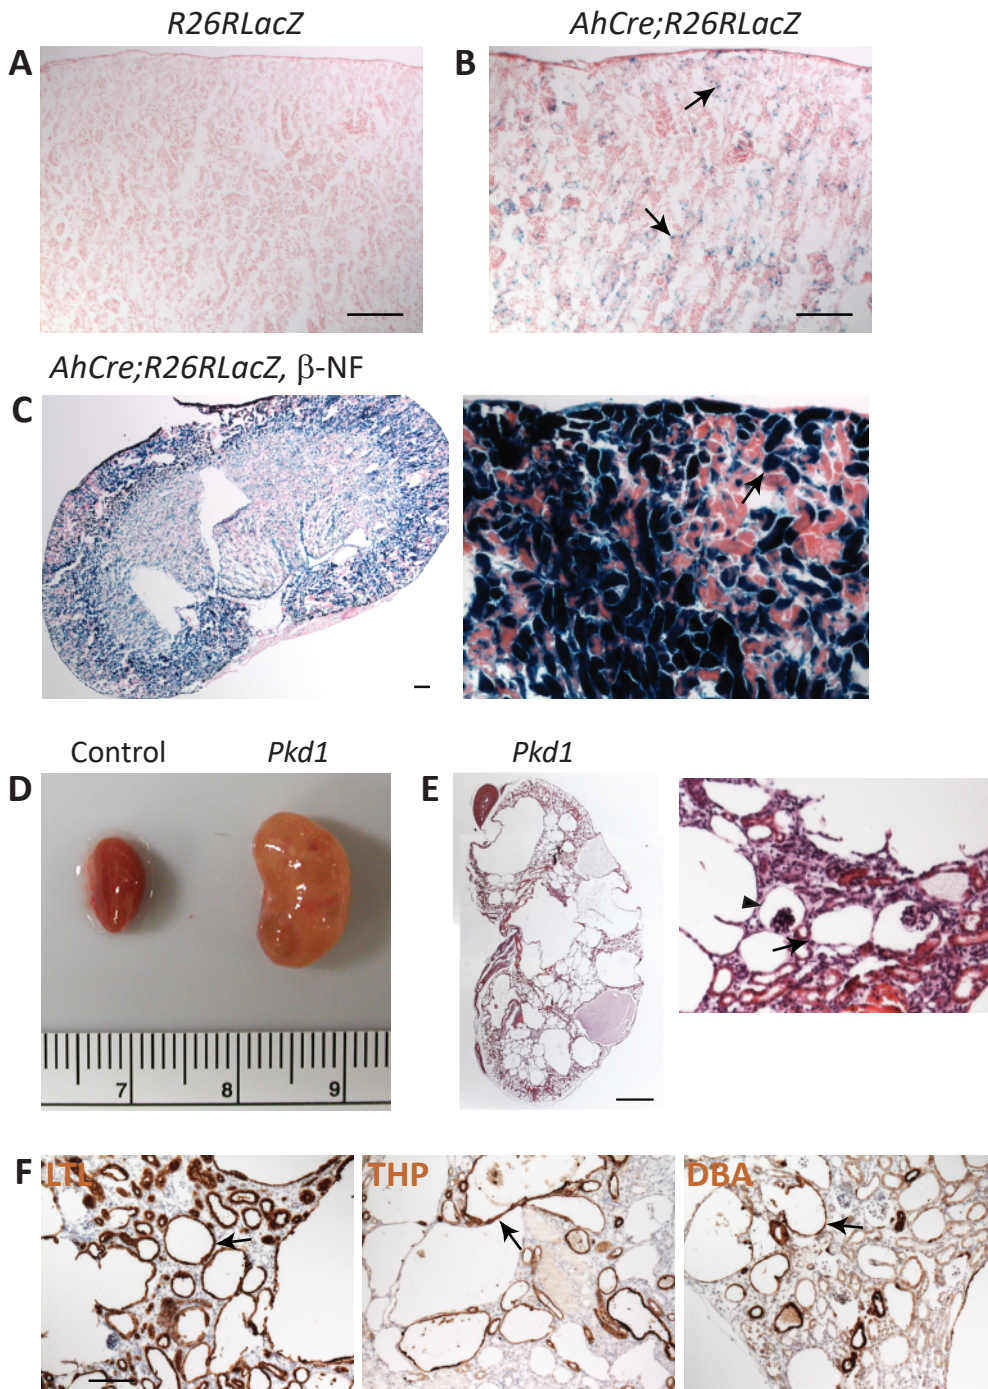 R26RLacZ
AhCre;R26RLacZ
A
B
AhCre;R26RLacZ, β-NF
C
Control
Pkd1
Pkd1
D
E
7
8
9
F
LTL
THP
DBA